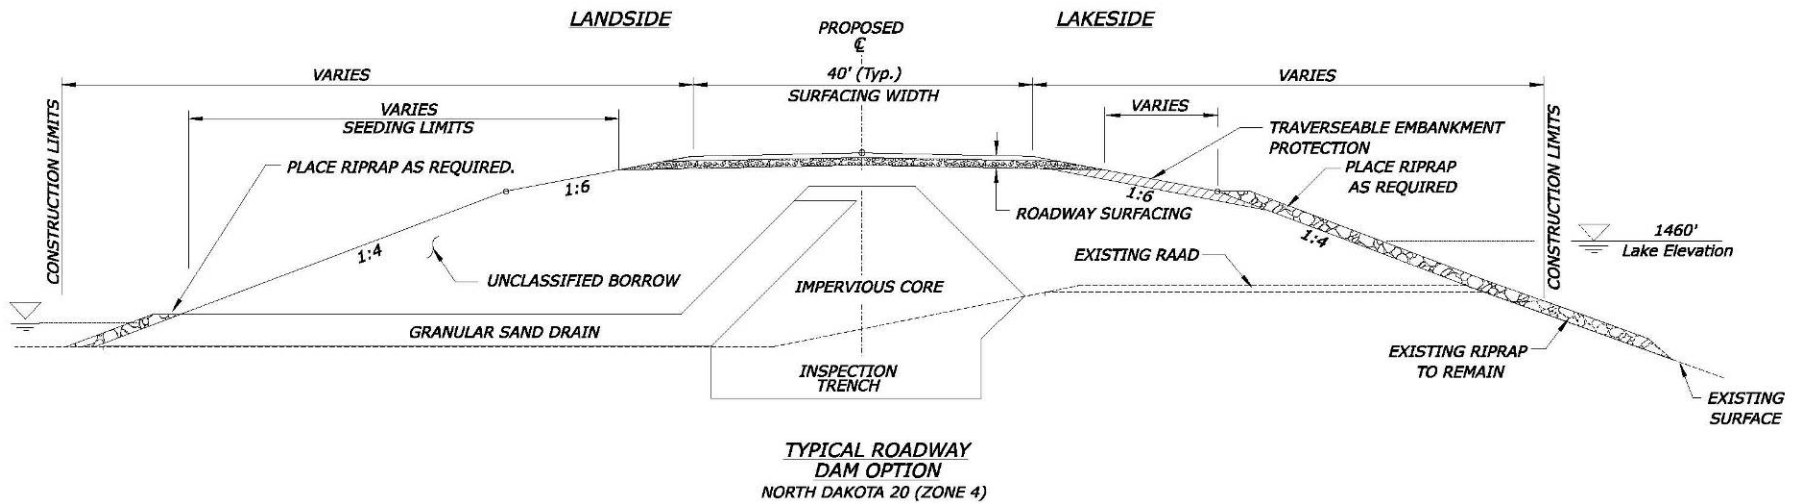 LANDSIDE
LAKESIDE
PROPOSED
℄
VARIES
40' (Typ.)
SURFACING WIDTH
VARIES
VARIES
SEEDING LIMITS
VARIES
CONSTRUCTION LIMITS
CONSTRUCTION LIMITS
TRAVERSEABLE EMBANKMENT
PROTECTION
PLACE RIPRAP AS REQUIRED.
PLACE RIPRAP
AS REQUIRED
1:6
1:6
ROADWAY SURFACING
1:4
1:4
1460'
Lake Elevation
UNCLASSIFIED BORROW
EXISTING RAAD
IMPERVIOUS CORE
GRANULAR SAND DRAIN
INSPECTION
TRENCH
EXISTING RIPRAP
TO REMAIN
EXISTING
SURFACE
TYPICAL ROADWAY
DAM OPTION
NORTH DAKOTA 20 (ZONE 4)